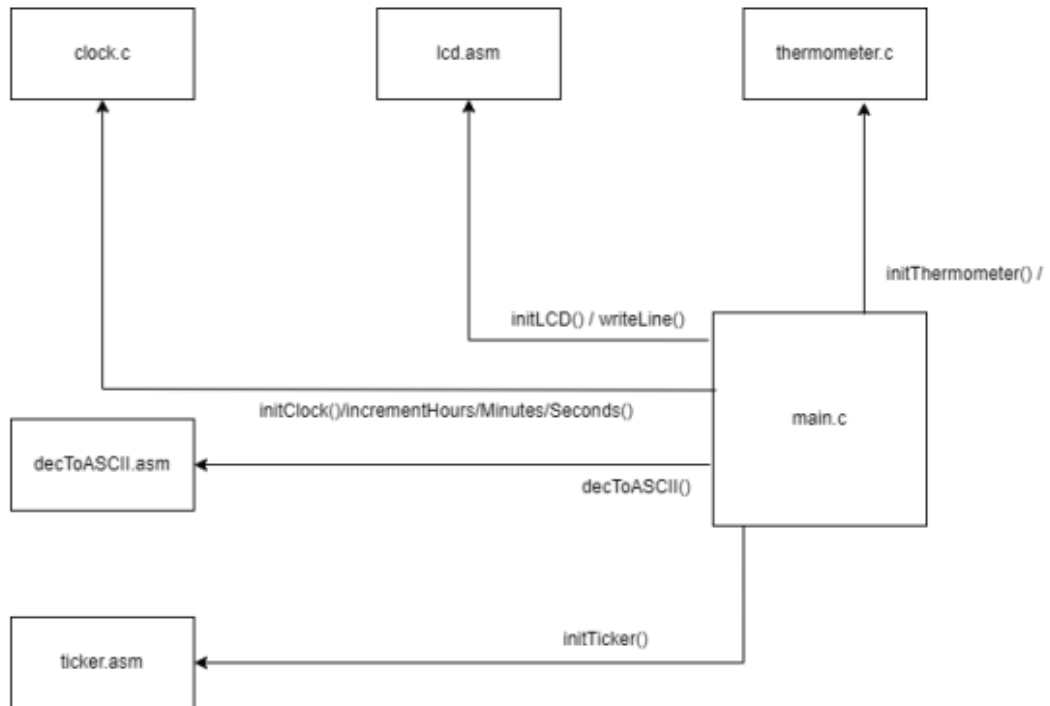 clock.c
lcd.asm
thermometer.c
initThermometer() /
initLCD() / writeLine()
initClock()/incrementHours/Minutes/Seconds()
main.c
decToASCII.asm
decToASCII()
initTicker()
ticker.asm